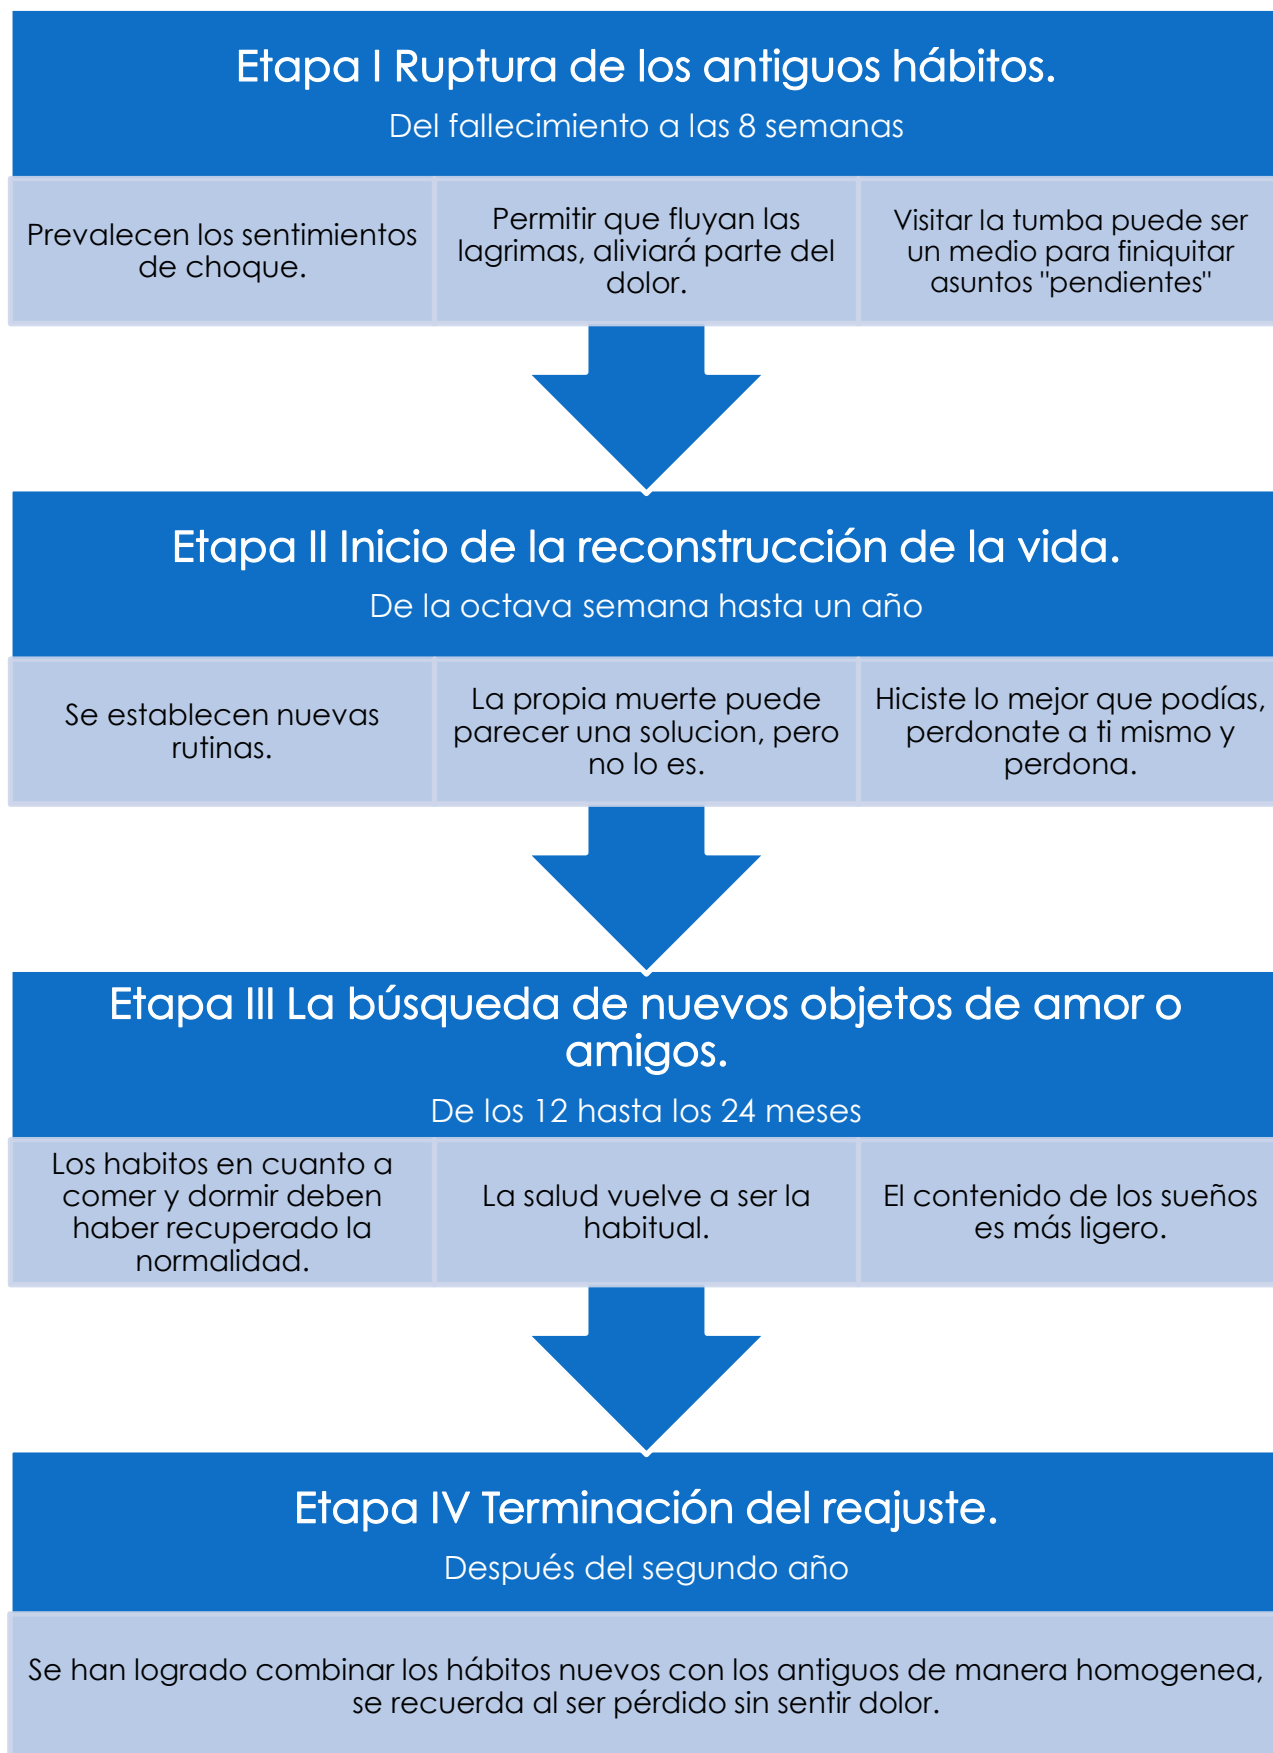 Etapa I Ruptura de los antiguos hábitos.
Del fallecimiento a las 8 semanas
Prevalecen los sentimientos
de choque.
Permitir que fluyan las
lagrimas, aliviará parte del
dolor.
Visitar la tumba puede ser
un medio para finiquitar
asuntos "pendientes"
Etapa II Inicio de la reconstrucción de la vida.
De la octava semana hasta un año
Se establecen nuevas
rutinas.
La propia muerte puede
parecer una solucion, pero
no lo es.
Hiciste lo mejor que podías,
perdonate a ti mismo y
perdona.
Etapa III La búsqueda de nuevos objetos de amor o
amigos.
De los 12 hasta los 24 meses
Los habitos en cuanto a
comer y dormir deben
haber recuperado la
normalidad.
La salud vuelve a ser la
habitual.
El contenido de los sueños
es más ligero.
Etapa IV Terminación del reajuste.
Después del segundo año
Se han logrado combinar los hábitos nuevos con los antiguos de manera homogenea,
se recuerda al ser pérdido sin sentir dolor.